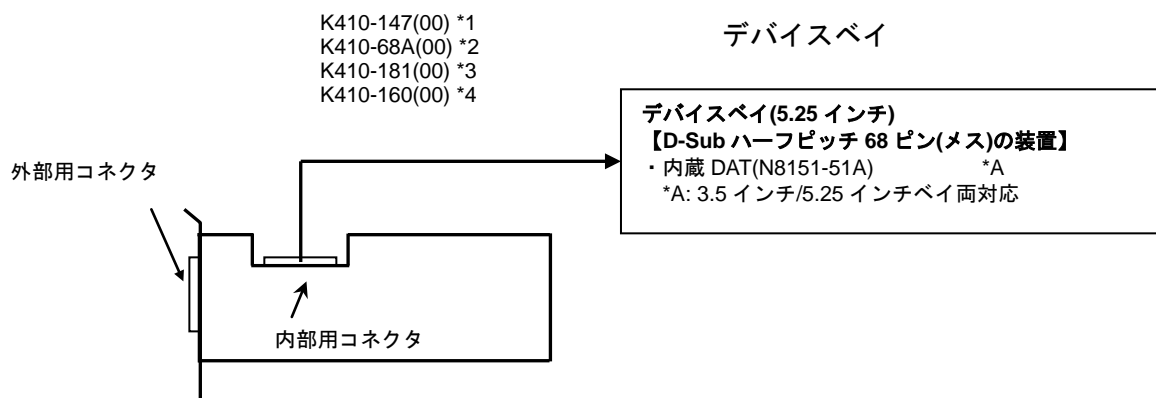 K410-147(00) *1
K410-68A(00) *2
K410-181(00) *3
K410-160(00) *4
デバイスベイ
デバイスベイ(5.25 インチ)
【D-Sub ハーフピッチ 68 ピン(メス)の装置】
・内蔵 DAT(N8151-51A) *A
*A: 3.5 インチ/5.25 インチベイ両対応
外部用コネクタ
内部用コネクタ